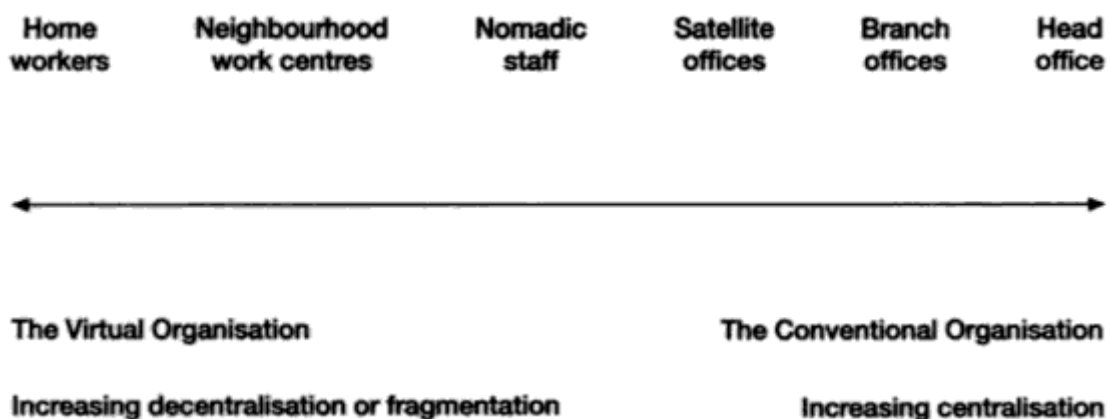 Home Neighbourhood Nomadic Satellite Branch Head
workers work centres staff offices offices office
The Virtual Organisation The Conventional Organisation
Increasing decentralisation or fragmentation Increasing centralisation